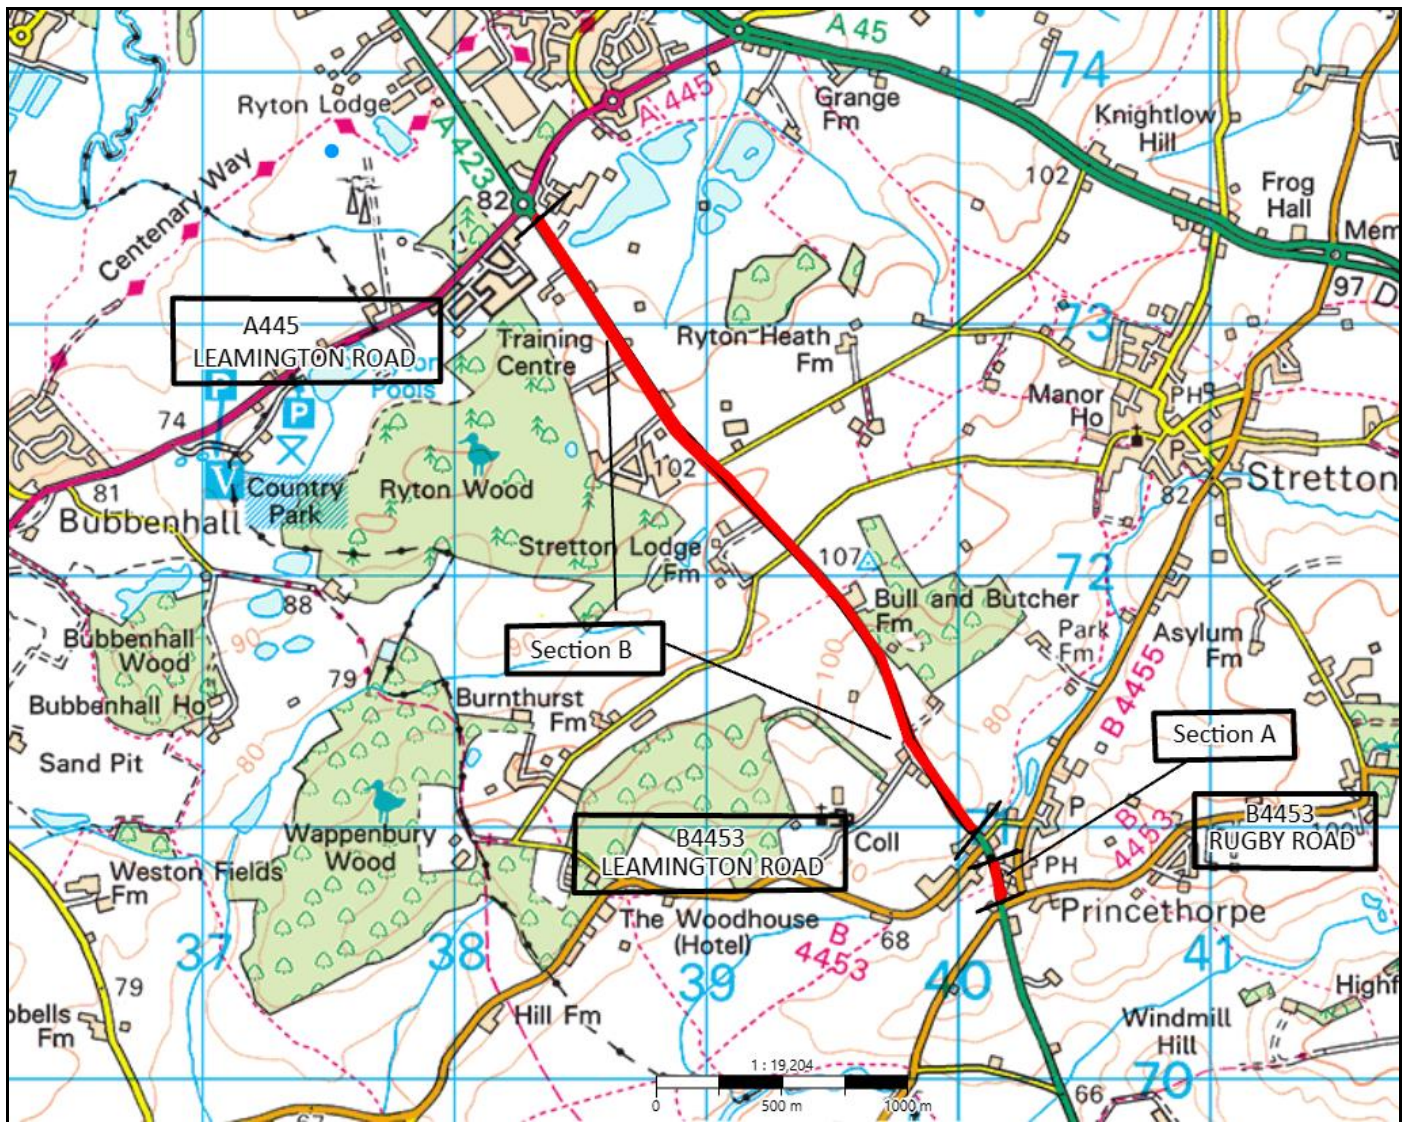 A 45
74
Ryton Lodge
A 445
Grange
Fm
Knightlow
Hill
A 423
102
82
Frog
Hall
Centenary Way
Mem
97
D
A445
LEAMINGTON ROAD
73
Training
Centre
Ryton Heath
Fm
Pools
P
P
Manor
Ho
PH
74
P
V
102
Stretton
81
Country
Park
Ryton Wood
82
Bubbenhall
Stretton Lodge
Fm
107
72
88
Bull and Butcher
Fm
Bubbenhall
Wood
90
90
Section B
100
Park
Fm
Asylum
Fm
79
B 4455
Bubbenhall Ho
Burnthurst
Fm
80
Section A
Sand Pit
80
P
B4453
LEAMINGTON ROAD
B
4453
B4453
RUGBY ROAD
Wappenbury
Wood
Coll
PH
Weston Fields
Fm
The Woodhouse
(Hotel)
B
4453
68
Princethorpe
37
38
39
40
41
79
Highf
bbells
Fm
Hill Fm
Windmill
Hill
1 : 19,204
70
0
500 m
1000 m
66
67